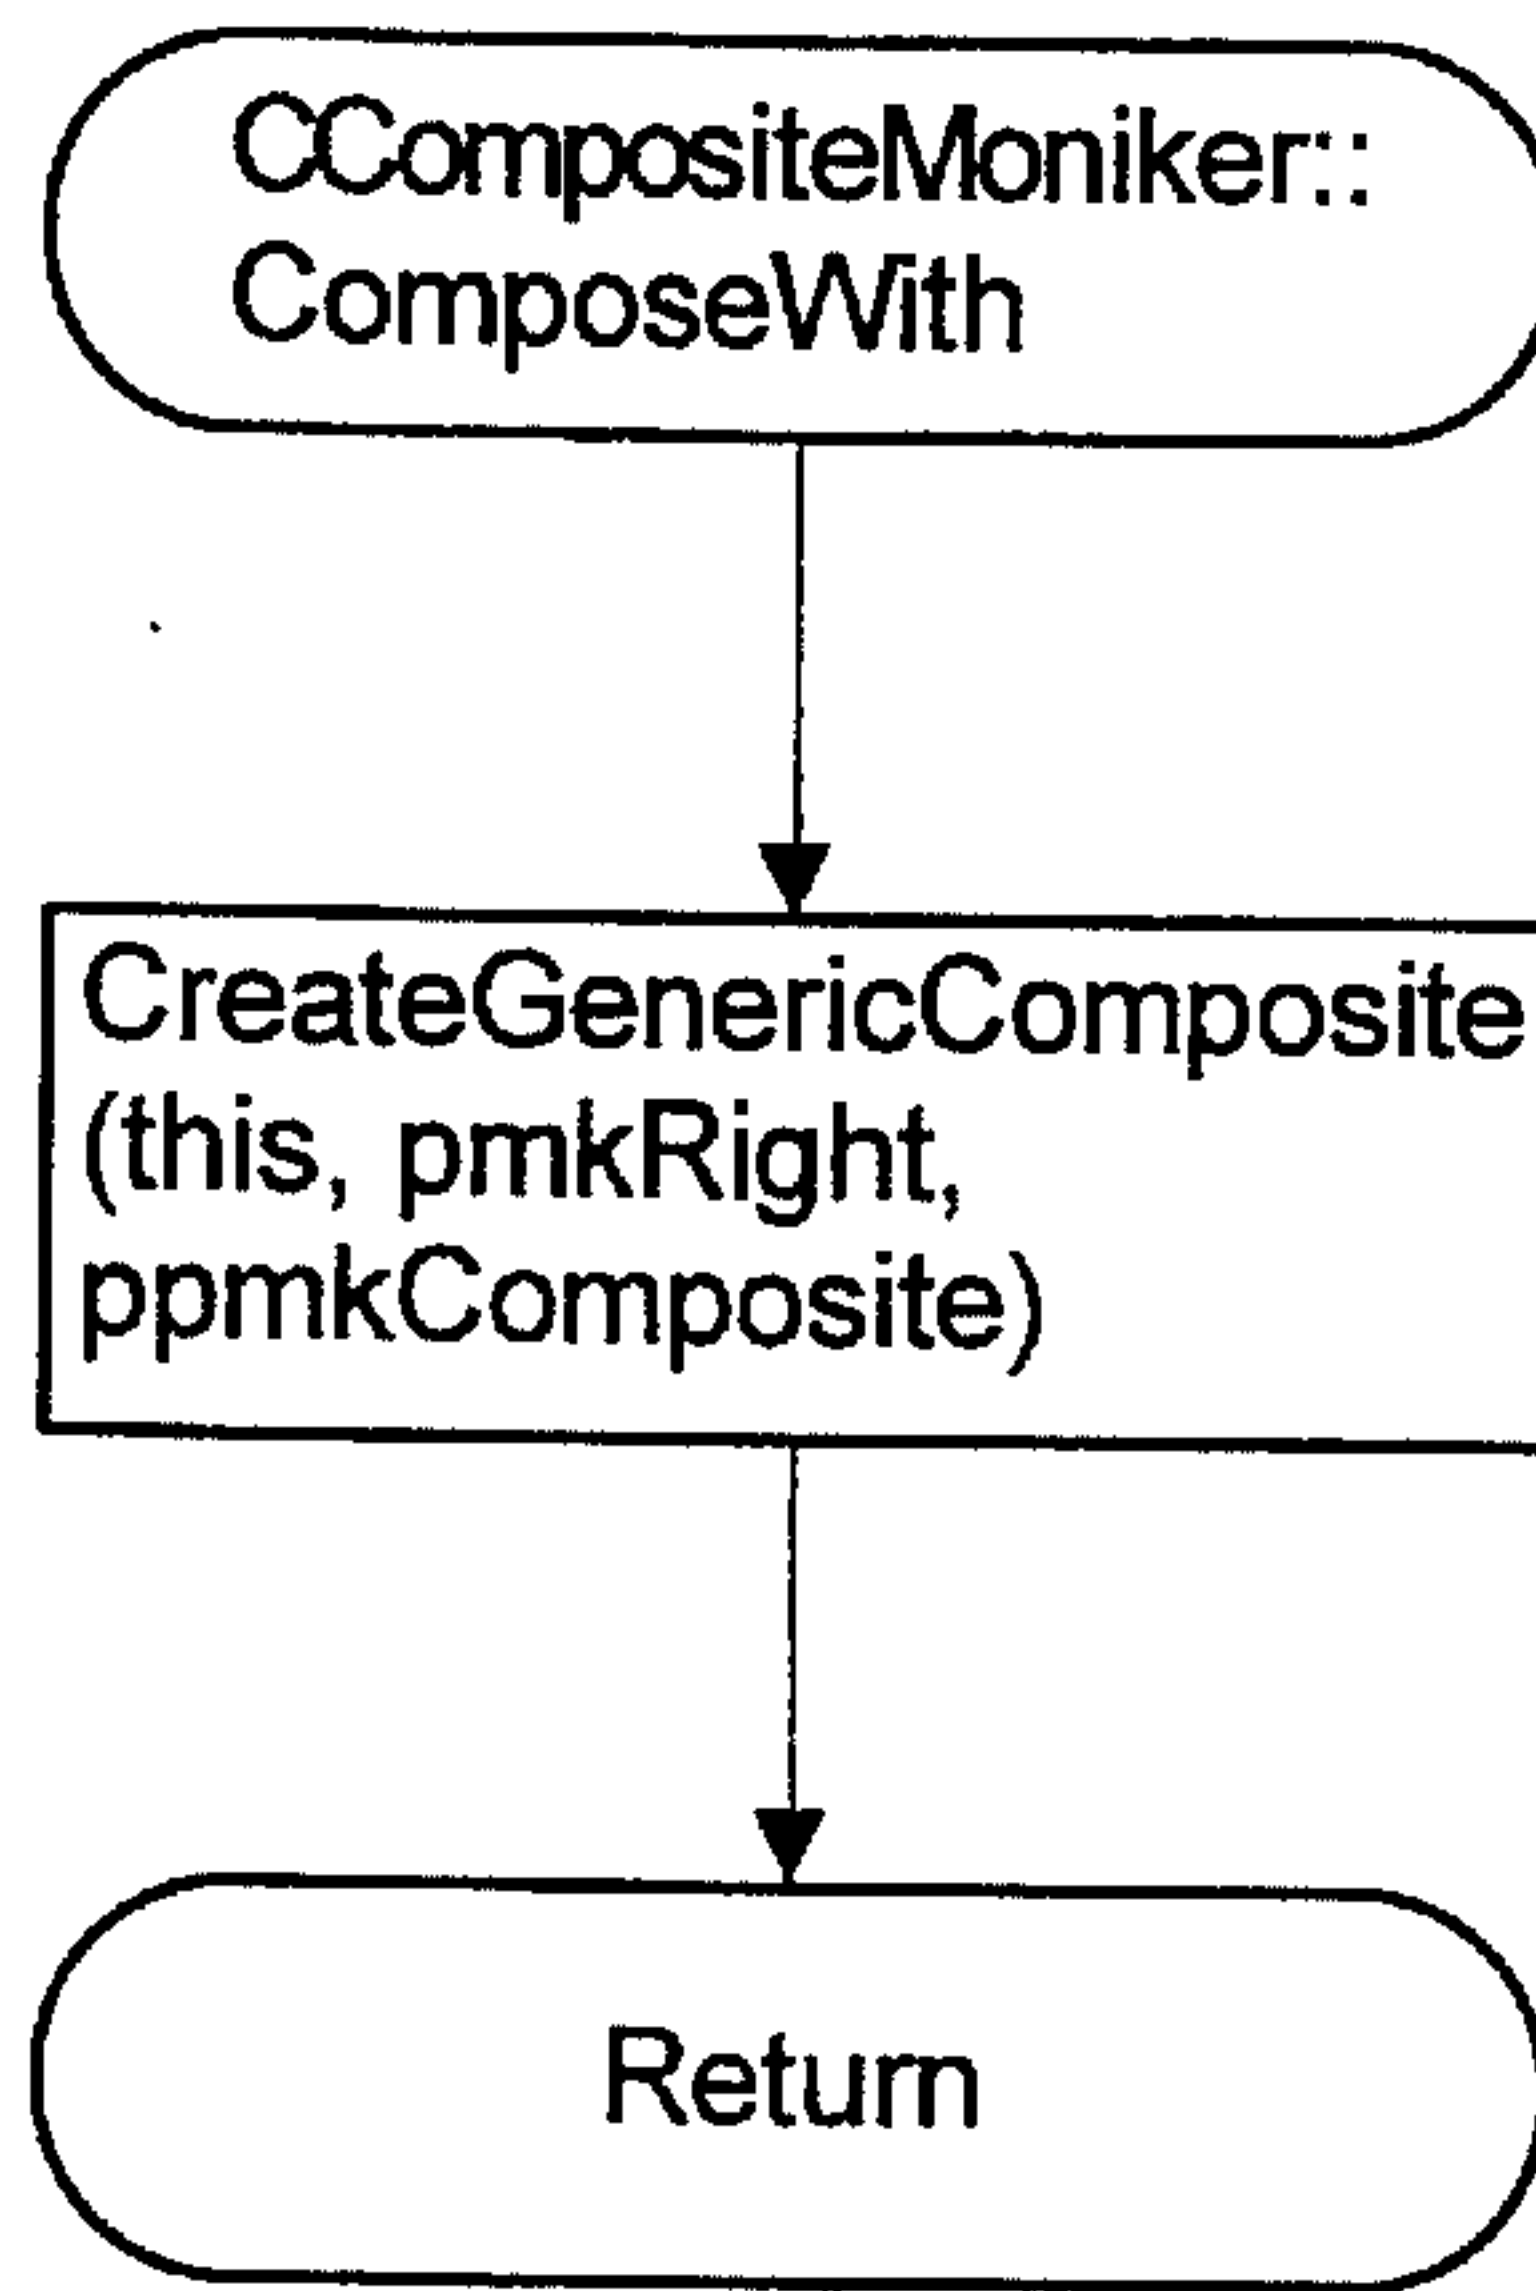 CCompositeMoniker::
ComposeWith
CreateGenericComposite
(this, pmkRight,
ppmkComposite)
Return